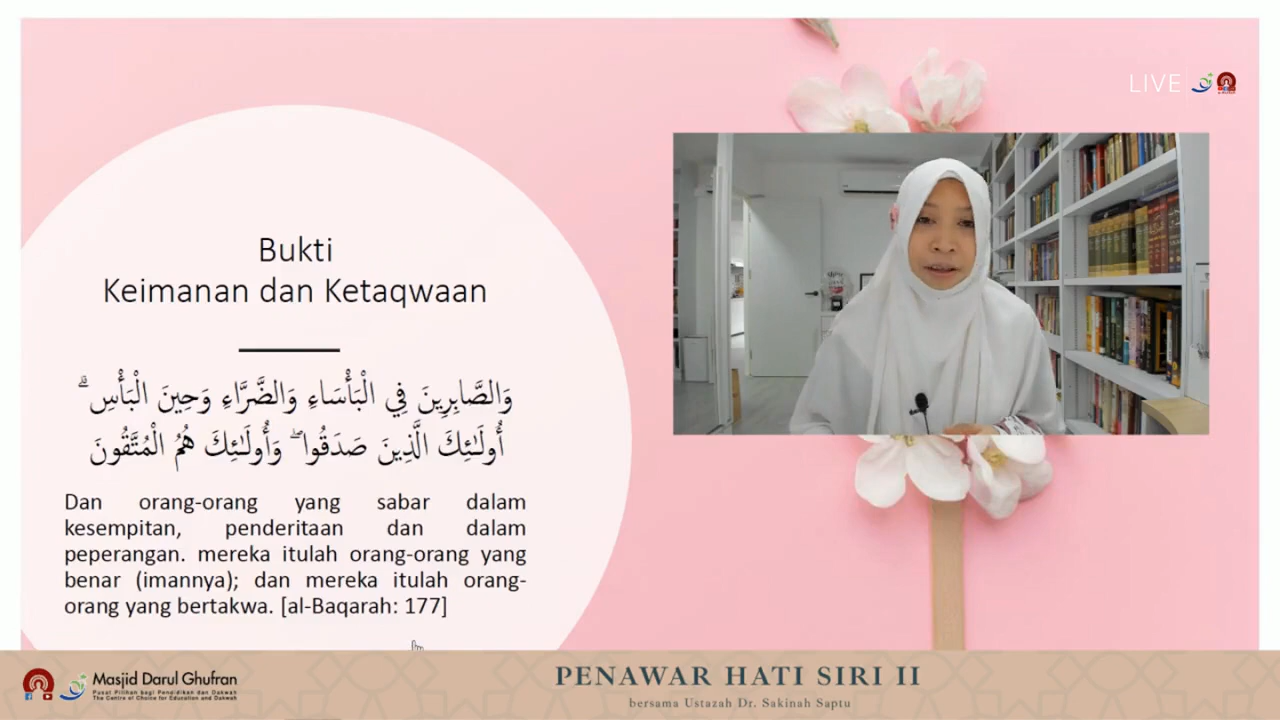 LIVE
Bukti
Keimanan dan Ketaqwaan
وَالصَّابِرِينَ فِي الْبَأْسَاءِ وَالضَّرَّاءِ وَحِينَ الْبَأْسِ ۗ
أُولَـٰئِكَ الَّذِينَ صَدَقُوا ۖ وَأُولَـٰئِكَ هُمُ الْمُتَّقُونَ
Dan orang-orang yang sabar dalam
kesempitan, penderitaan dan dalam
peperangan. mereka itulah orang-orang yang
benar (imannya); dan mereka itulah orang-
orang yang bertakwa. [al-Baqarah: 177]
Masjid Darul Ghufran
Pusat Pilihan bagi Pendidikan dan Dakwah
The Centre of Choice for Education and Dakwah
PENAWAR HATI SIRI II
bersama Ustazah Dr. Sakinah Saptu